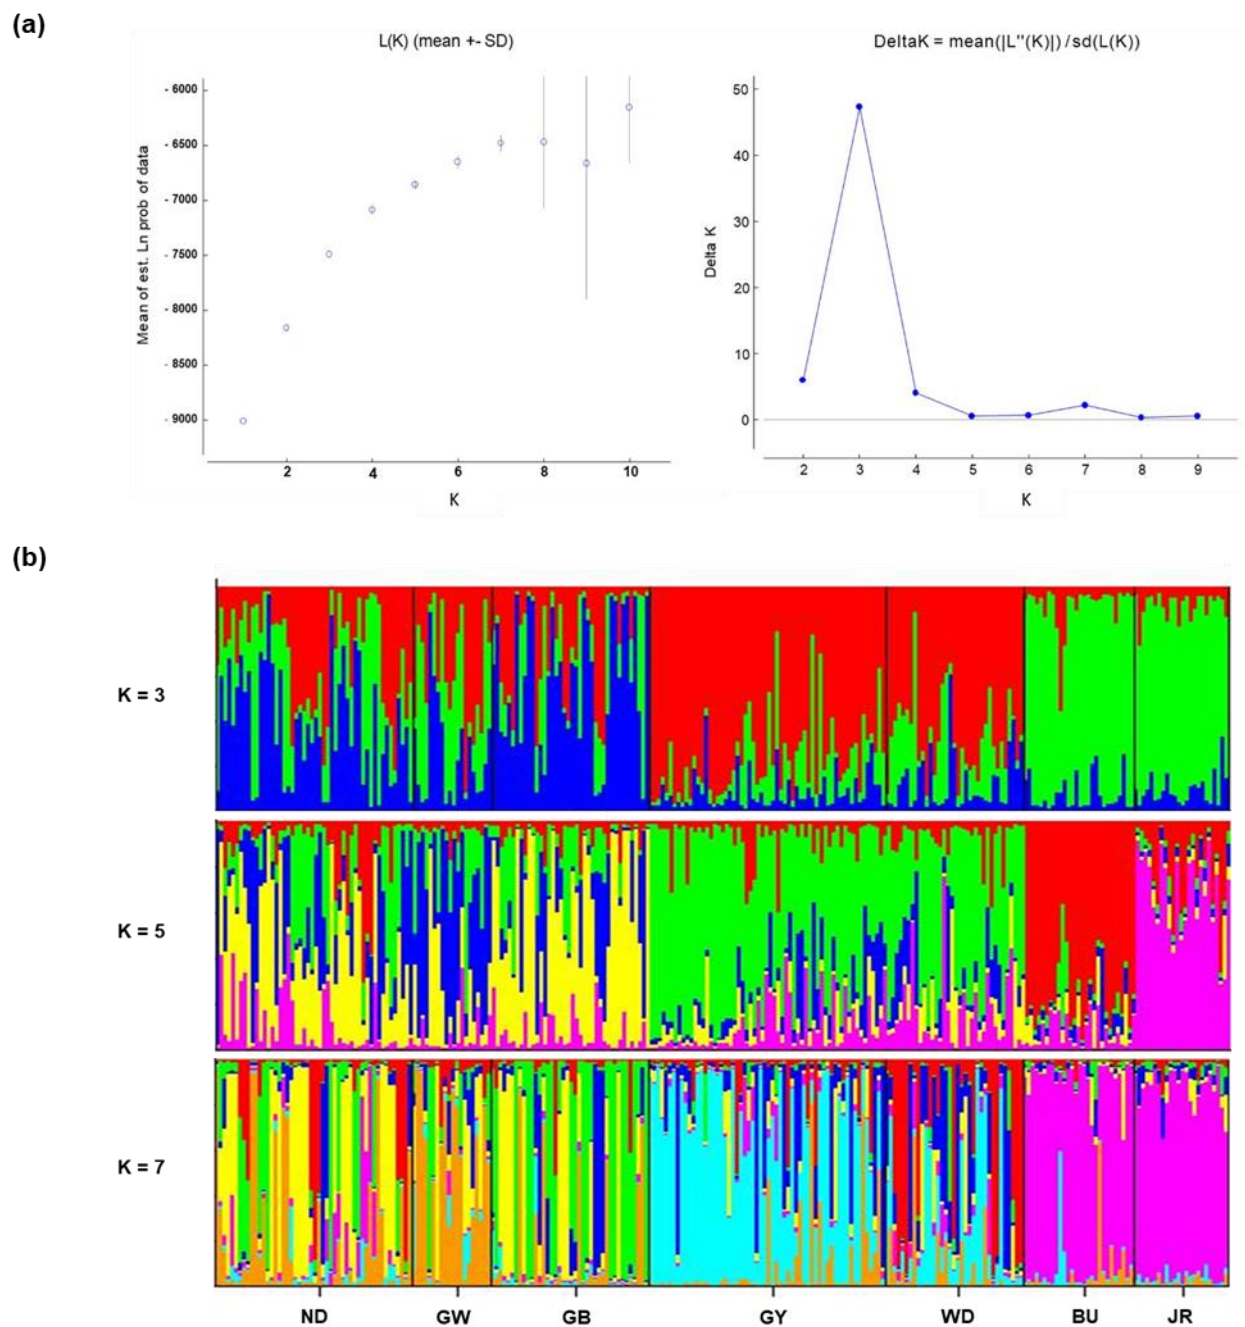 (a)
L(K) (mean +- SD)
Mean of est. Ln prob of data
- 6000
- 6500
- 7000
- 7500
- 8000
- 8500
- 9000
2 4 6 8 10
K
DeltaK = mean(|L"(K)|) / sd(L(K))
Delta K
50
40
30
20
10
0
2 3 4 5 6 7 8 9
K
(b)
K = 3
K = 5
K = 7
ND GW GB GY WD BU JR